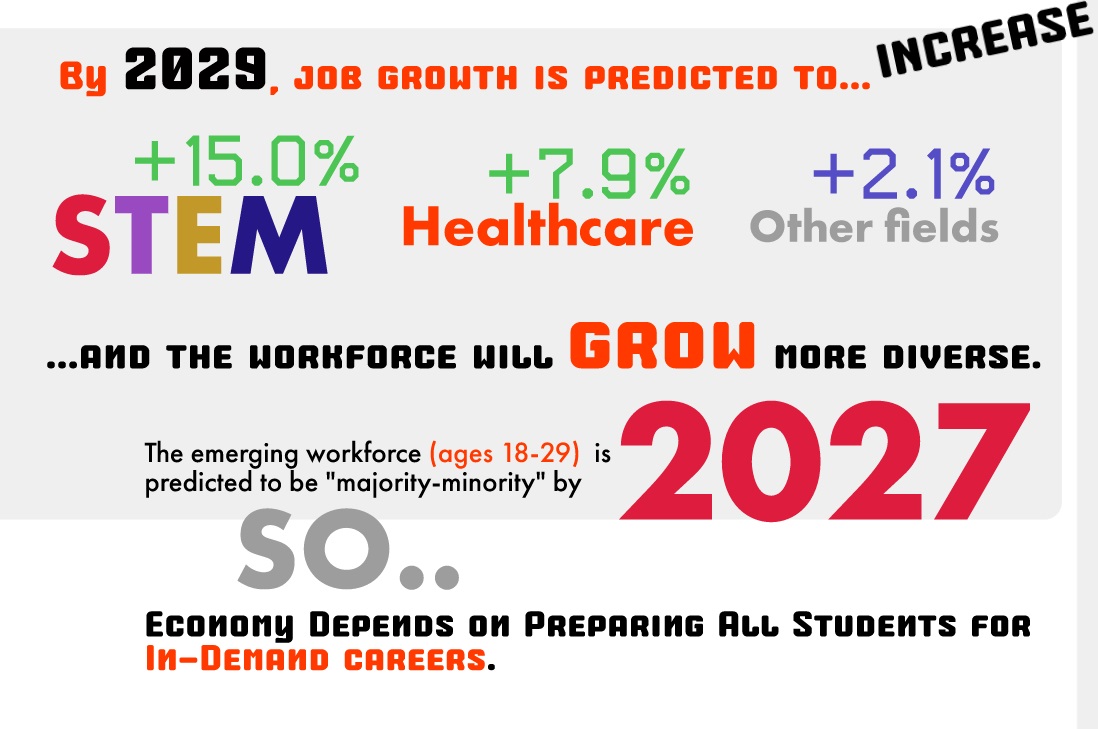 By 2029, JOB GROWTH IS PREDICTED TO... INCREASE
+15.0% +7.9% +2.1%
STEM Healthcare Other fields
...AND THE WORKFORCE WILL GROW MORE DIVERSE.
The emerging workforce (ages 18-29) is
predicted to be "majority-minority" by 2027
SO..
Economy Depends on Preparing All Students for
In-Demand careers.